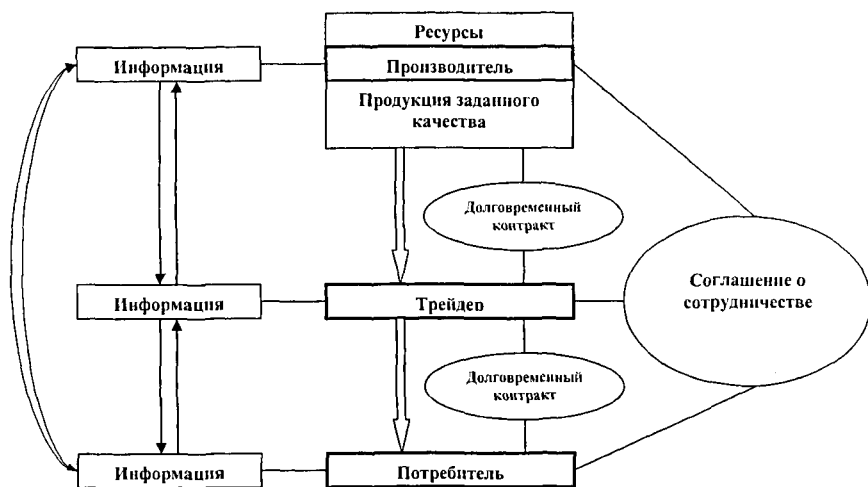 Ресурсы
Информация
Производитель
Продукция заданного
качества
Долговременный
контракт
Соглашение о
сотрудничестве
Информация
Трейдер
Долговременный
контракт
Информация
Потребитель